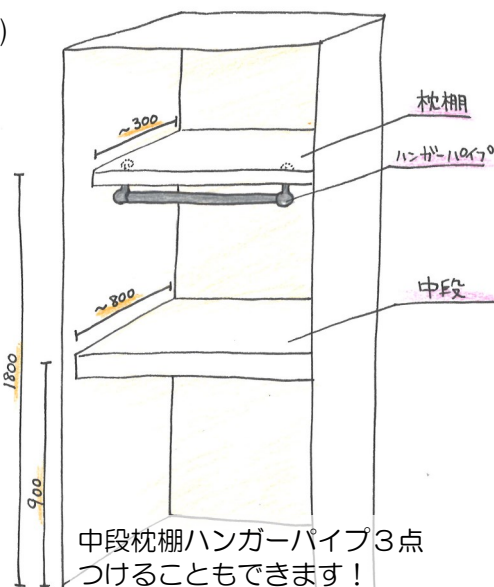 )
~300
枕棚
ハンガーパイプ
~800
中段
1800
900
中段枕棚ハンガーパイプ3点
つけることもできます！